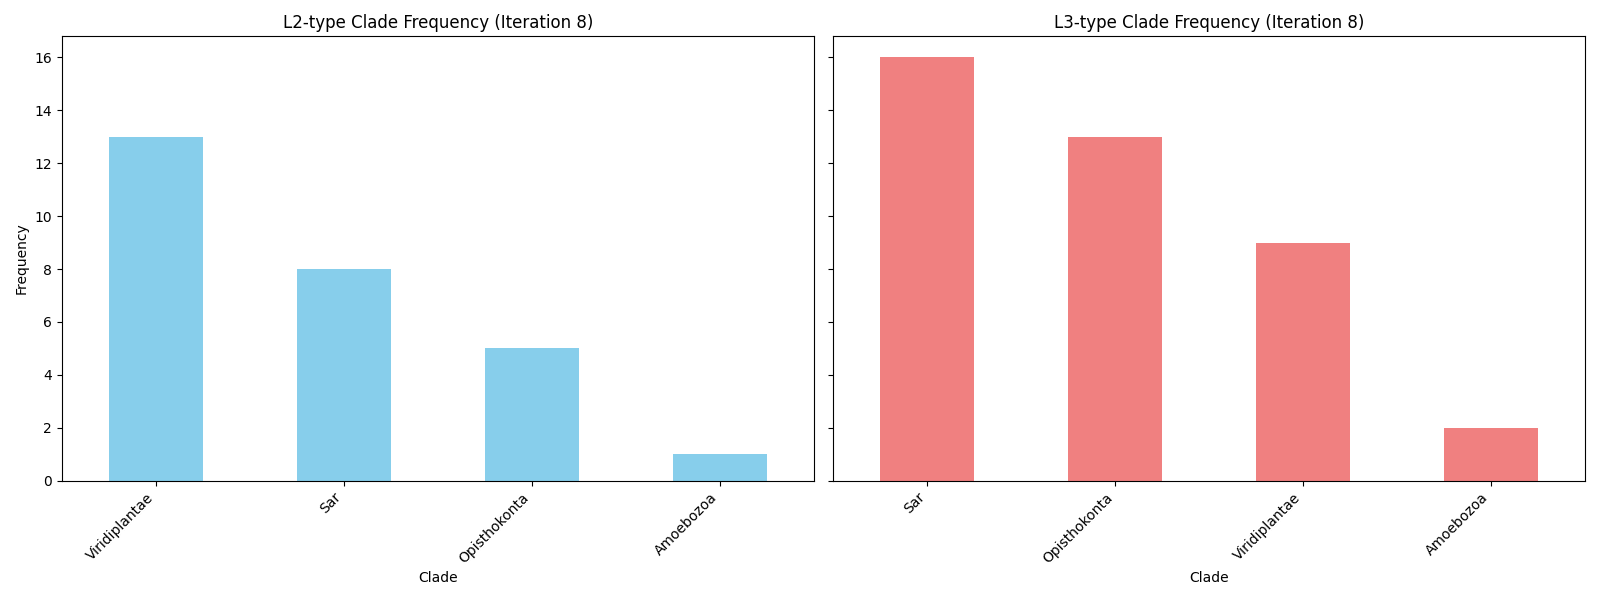 L2-type Clade Frequency (Iteration 8)
Frequency
16
14
12
10
8
6
4
2
0
Viridiplantae
Sar
Opisthokonta
Amoebozoa
Clade
L3-type Clade Frequency (Iteration 8)
Sar
Opisthokonta
Viridiplantae
Amoebozoa
Clade